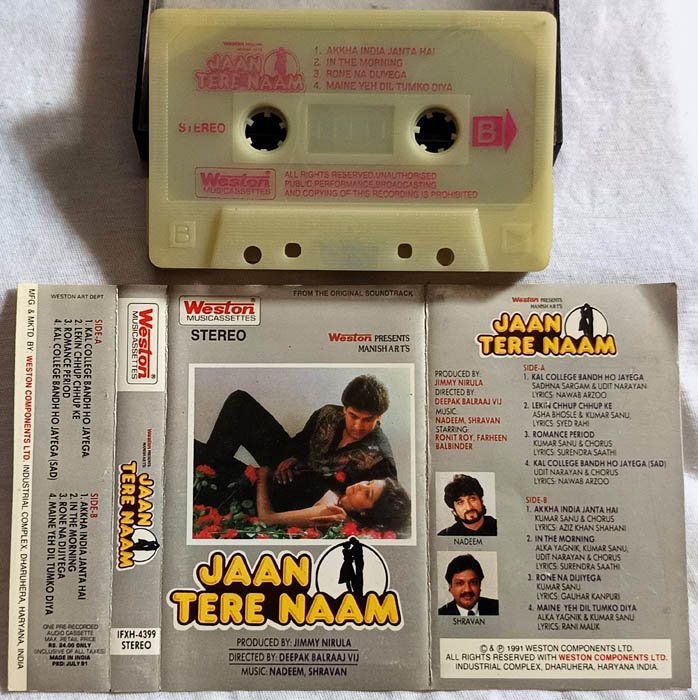 Weston PRESENTS
MANISH ARTS
JAAN
TERE NAAM
1. AKKHA INDIA JANTA HAI
2. IN THE MORNING
3. RONE NA DUYEGA
4. MAINE YEH DIL TUMKO DIYA
STEREO
B
Weston
MUSICASSETTES
ALL RIGHTS RESERVED. UNAUTHORISED
PUBLIC PERFORMANCE, BROADCASTING
AND COPYING OF THIS RECORDING IS PROHIBITED
B
MFG. & MKTD BY: WESTON COMPONENTS LTD. INDUSTRIAL COMPLEX, DHARUHERA, HARYANA, INDIA
WESTON ART DEPT
SIDE-A
1. KAL COLLEGE BANDH HO JAYEGA
2. LEKIN CHHUP CHHUP KE
3. ROMANCE PERIOD
4. KAL COLLEGE BANDH HO JAYEGA (SAD)
SIDE-B
1. AKKHA INDIA JANTA HAI
2. IN THE MORNING
3. RONE NA DIJYEGA
4. MAINE YEH DIL TUMKO DIYA
ONE PRE-RECORDED
AUDIO CASSETTE
MAX. RETAIL PRICE
RS. 24.00 ONLY
(INCLUSIVE OF ALL TAXES)
MADE IN INDIA
PKD: JULY 91
Weston
MUSICASSETTES
Weston PRESENTS
MANISH ARTS
JAAN
TERE NAAM
IFXH-4399
STEREO
FROM THE ORIGINAL SOUNDTRACK
Weston
MUSICASSETTES
STEREO
Weston PRESENTS
MANISH ART'S
JAAN
TERE NAAM
PRODUCED BY: JIMMY NIRULA
DIRECTED BY: DEEPAK BALRAAJ VIJ
MUSIC: NADEEM, SHRAVAN
Weston PRESENTS
JAAN
TERE NAAM
PRODUCED BY:
JIMMY NIRULA
DIRECTED BY:
DEEPAK BALRAAJ VIJ
MUSIC:
NADEEM, SHRAVAN
STARRING
RONIT ROY, FARHEEN
BALBINDER
NADEEM
SHRAVAN
SIDE-A
1. KAL COLLEGE BANDH HO JAYEGA
SADHNA SARGAM & UDIT NARAYAN
LYRICS: NAWAB ARZOO
2. LEKIN CHHUP CHHUP KE
ASHA BHOSLE & KUMAR SANU
LYRICS: SYED RAHI
3. ROMANCE PERIOD
KUMAR SANU & CHORUS
LYRICS: SURENDRA SAATHI
4. KAL COLLEGE BANDH HO JAYEGA (SAD)
UDIT NARAYAN & CHORUS
LYRICS: NAWAB ARZOO
SIDE-B
1. AKKHA INDIA JANTA HAI
KUMAR SANU & CHORUS
LYRICS: AZIZ KHAN SHAHANI
2. IN THE MORNING
ALKA YAGNIK, KUMAR SANU,
UDIT NARAYAN & CHORUS
LYRICS: SURENDRA SAATHI
3. RONE NA DIJIYEGA
KUMAR SANU
LYRICS: GAUHAR KANPURI
4. MAINE YEH DIL TUMKO DIYA
ALKA YAGNIK & KUMAR SANU
LYRICS: RANI MALIK
© & ℗ 1991 WESTON COMPONENTS LTD.
ALL RIGHTS RESERVED WITH WESTON COMPONENTS LTD.
INDUSTRIAL COMPLEX, DHARUHERA, HARYANA INDIA.